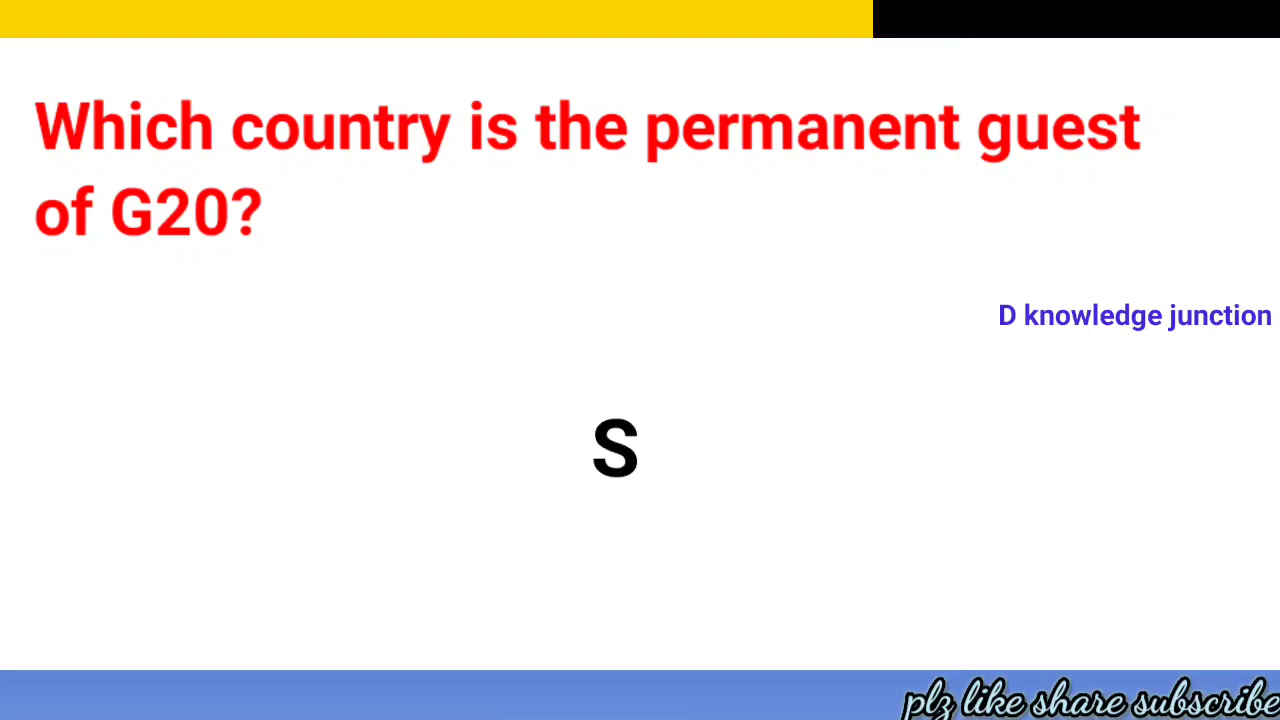 Which country is the permanent guest
of G20?
D knowledge junction
S
plz like share subscribe